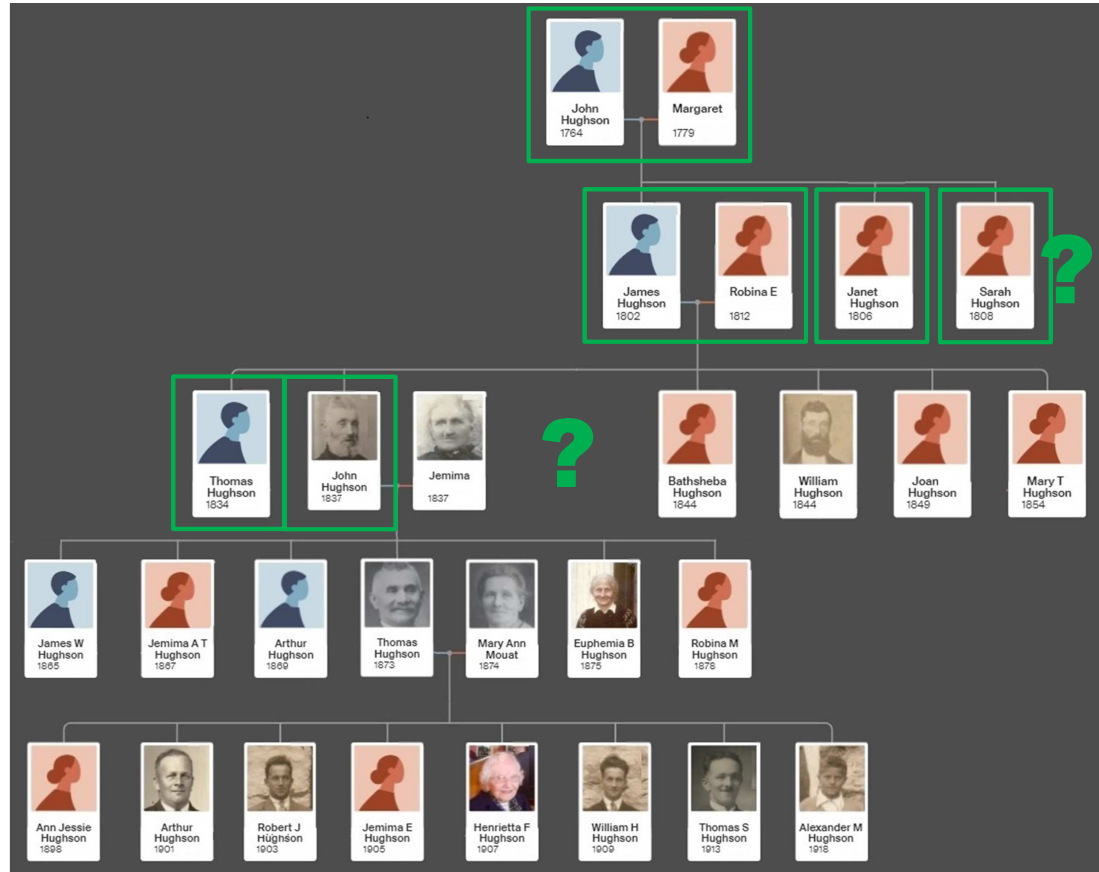 John
Hughson
1764
Margaret
1779
James
Hughson
1802
Robina E
1812
Janet
Hughson
1806
Sarah
Hughson
1808
?
Thomas
Hughson
1834
John
Hughson
1837
Jemima
1837
?
Bathsheba
Hughson
1844
William
Hughson
1844
Joan
Hughson
1849
Mary T
Hughson
1854
James W
Hughson
1865
Jemima A T
Hughson
1867
Arthur
Hughson
1869
Thomas
Hughson
1873
Mary Ann
Mouat
1874
Euphemia B
Hughson
1875
Robina M
Hughson
1878
Ann Jessie
Hughson
1898
Arthur
Hughson
1901
Robert J
Hughson
1903
Jemima E
Hughson
1905
Henrietta F
Hughson
1907
William H
Hughson
1909
Thomas S
Hughson
1913
Alexander M
Hughson
1918